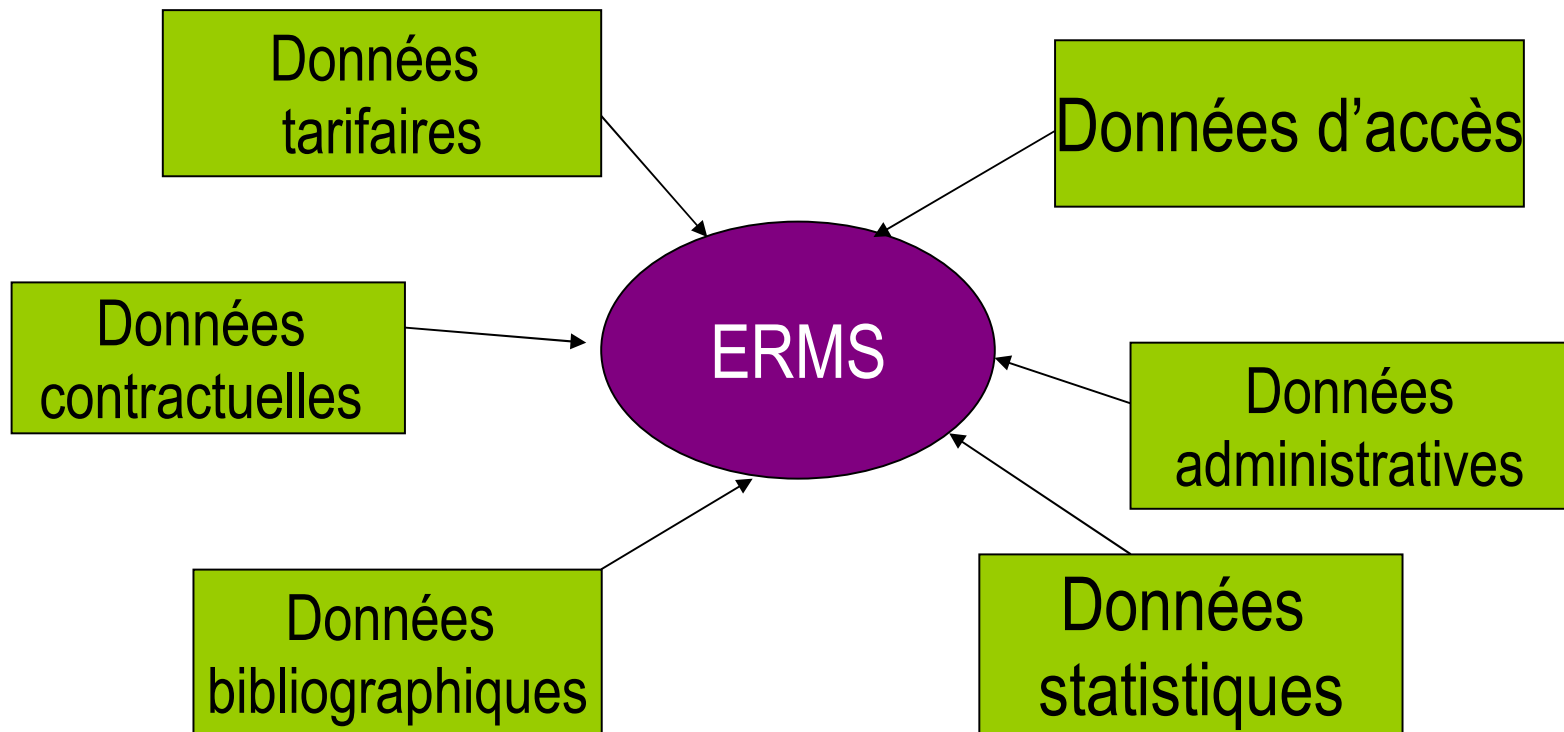 Données
tarifaires
Données d’accès
Données
contractuelles
ERMS
Données
administratives
Données
bibliographiques
Données
statistiques